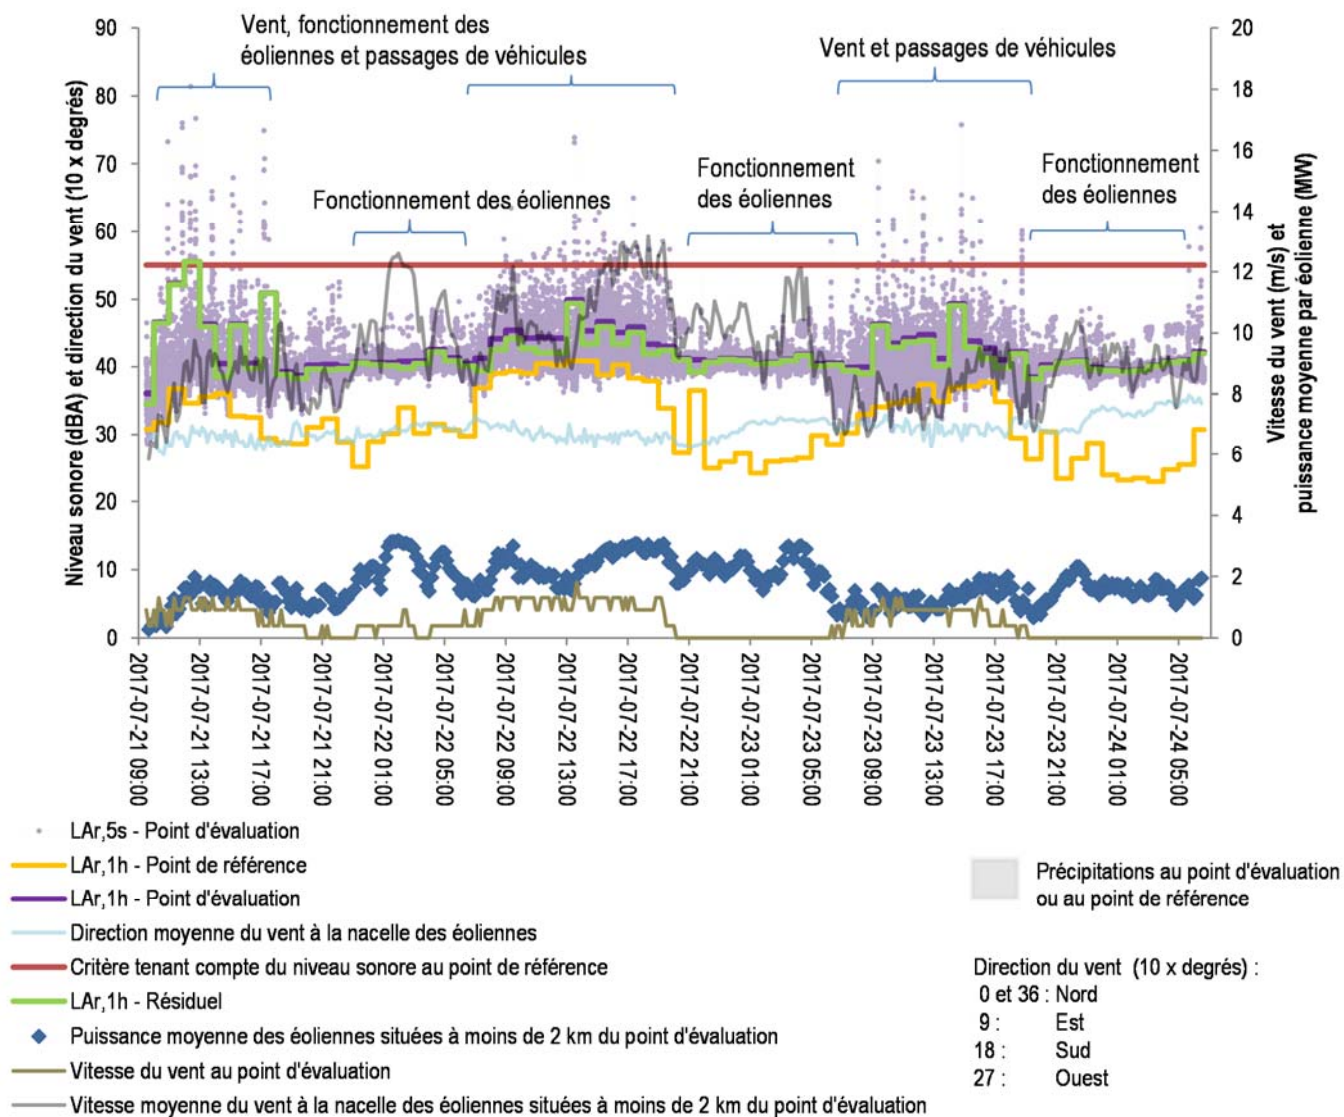 Vent, fonctionnement des
éoliennes et passages de véhicules
Vent et passages de véhicules
Fonctionnement des éoliennes
Fonctionnement
des éoliennes
Fonctionnement
des éoliennes
Niveau sonore (dBA) et direction du vent (10 x degrés)
90
80
70
60
50
40
30
20
10
0
20
18
16
14
12
10
8
6
4
2
0
Vitesse du vent (m/s) et
puissance moyenne par éolienne (MW)
2017-07-21 09:00
2017-07-21 13:00
2017-07-21 17:00
2017-07-21 21:00
2017-07-22 01:00
2017-07-22 05:00
2017-07-22 09:00
2017-07-22 13:00
2017-07-22 17:00
2017-07-22 21:00
2017-07-23 01:00
2017-07-23 05:00
2017-07-23 09:00
2017-07-23 13:00
2017-07-23 17:00
2017-07-23 21:00
2017-07-24 01:00
2017-07-24 05:00
LAr,5s - Point d'évaluation
LAr,1h - Point de référence
LAr,1h - Point d'évaluation
Direction moyenne du vent à la nacelle des éoliennes
Critère tenant compte du niveau sonore au point de référence
LAr,1h - Résiduel
Puissance moyenne des éoliennes situées à moins de 2 km du point d'évaluation
Vitesse du vent au point d'évaluation
Vitesse moyenne du vent à la nacelle des éoliennes situées à moins de 2 km du point d'évaluation
Précipitations au point d'évaluation
ou au point de référence
Direction du vent (10 x degrés) :
0 et 36 : Nord
9 : Est
18 : Sud
27 : Ouest